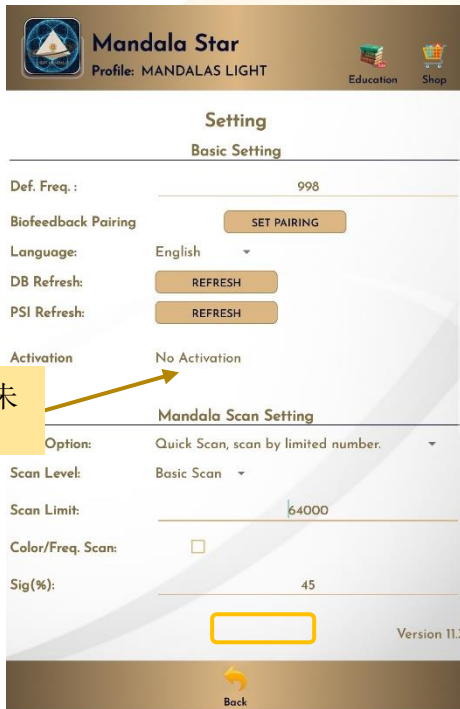 Mandala Star
Profile: MANDALAS LIGHT
Education
Shop
Setting
Basic Setting
Def. Freq. : 998
Biofeedback Pairing SET PAIRING
Language: English
DB Refresh: REFRESH
PSI Refresh: REFRESH
Activation No Activation
未
Mandala Scan Setting
Option: Quick Scan, scan by limited number.
Scan Level: Basic Scan
Scan Limit: 64000
Color/Freq. Scan:
Sig(%): 45
Version 11.
Back